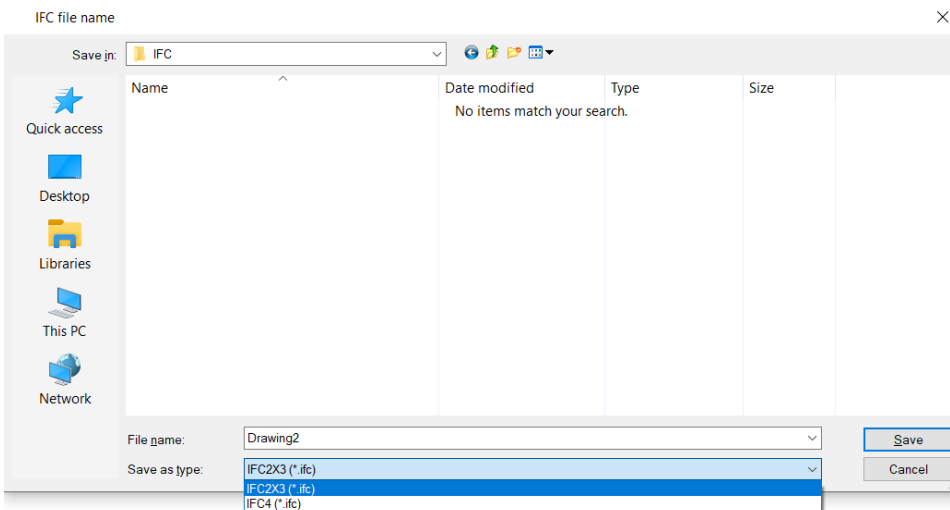 IFC file name
Save in:
IFC
Name
Date modified
Type
Size
No items match your search.
Quick access
Desktop
Libraries
This PC
Network
File name:
Drawing2
Save
Save as type:
IFC2X3 (*.ifc)
Cancel
IFC2X3 (*.ifc)
IFC4 (*.ifc)